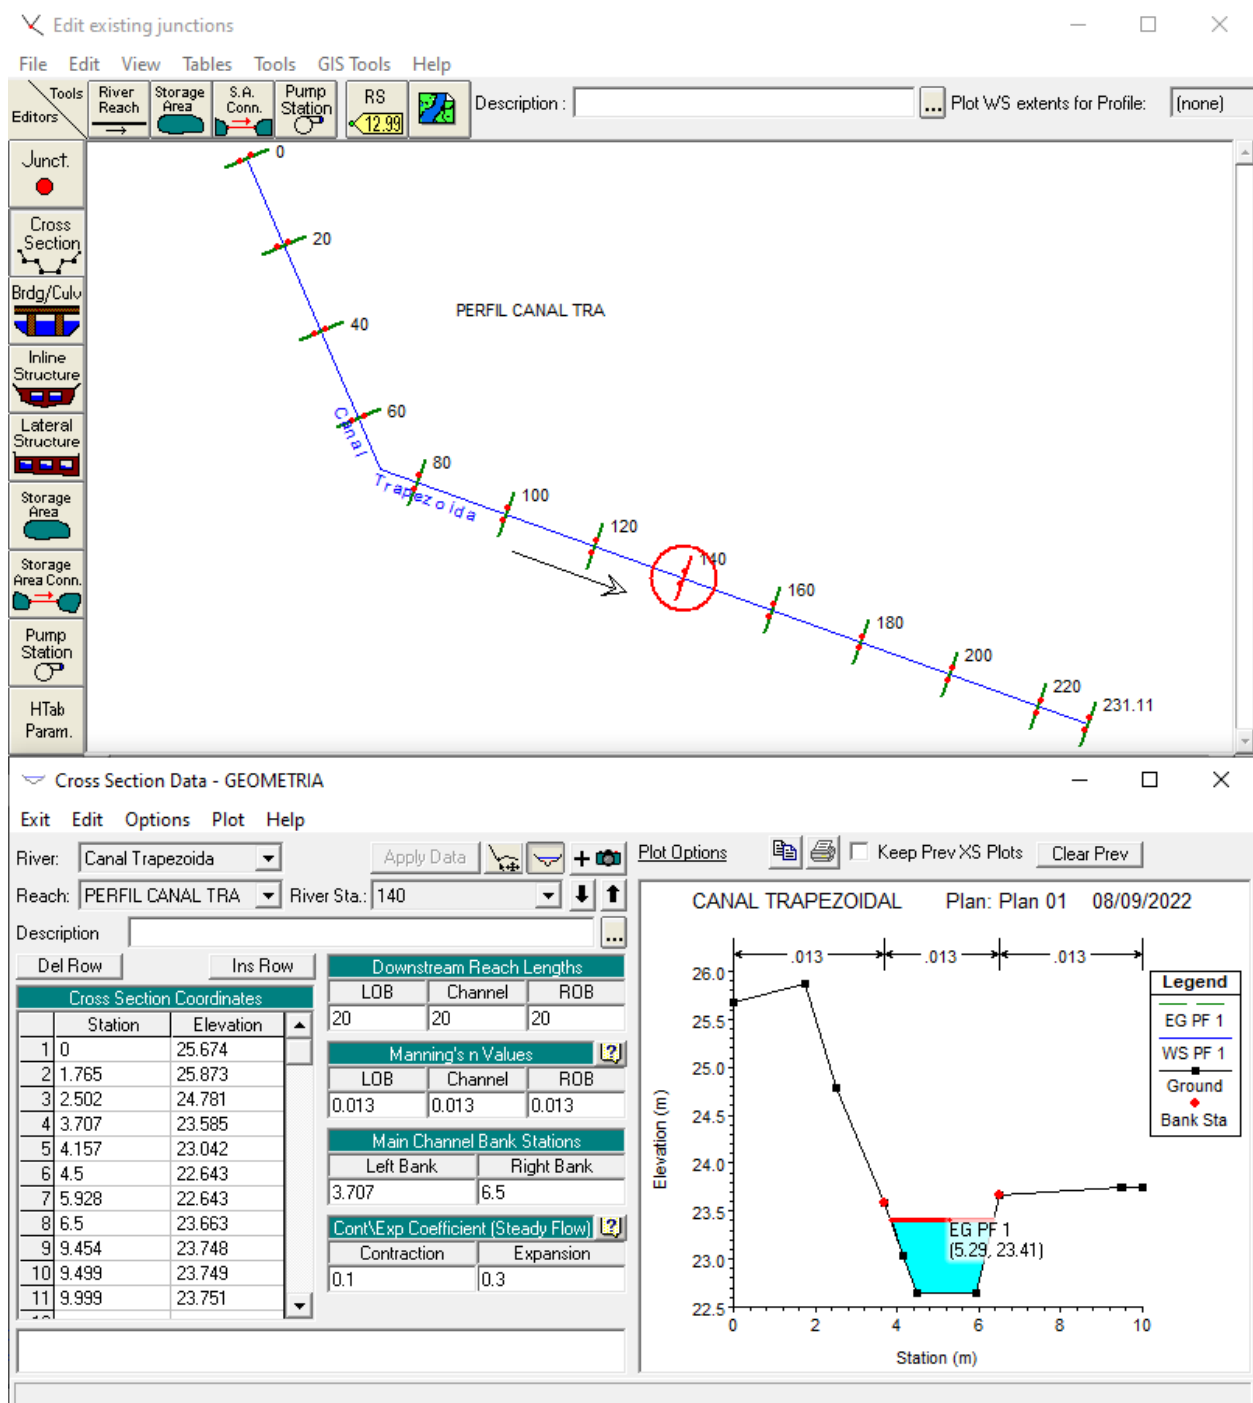 Edit existing junctions
File Edit View Tables Tools GIS Tools Help
Tools
Editors
River
Reach
Storage
Area
S.A.
Conn.
Pump
Station
RS
12.99
Description :
...
Plot WS extents for Profile:
(none)
Junct.
Cross
Section
Brdg/Culv
Inline
Structure
Lateral
Structure
Storage
Area
Storage
Area Conn.
Pump
Station
HTab
Param.
0
20
40
60
80
100
120
140
160
180
200
220
231.11
PERFIL CANAL TRA
Canal Trapezoida
Cross Section Data - GEOMETRIA
Exit Edit Options Plot Help
River: Canal Trapezoida
Apply Data
Reach: PERFIL CANAL TRA
River Sta.: 140
Description
...
Del Row
Ins Row
Cross Section Coordinates
Station Elevation
1 0 25.674
2 1.765 25.873
3 2.502 24.781
4 3.707 23.585
5 4.157 23.042
6 4.5 22.643
7 5.928 22.643
8 6.5 23.663
9 9.454 23.748
10 9.499 23.749
11 9.999 23.751
Downstream Reach Lengths
LOB Channel ROB
20 20 20
Manning's n Values
LOB Channel ROB
0.013 0.013 0.013
Main Channel Bank Stations
Left Bank Right Bank
3.707 6.5
Cont\Exp Coefficient (Steady Flow)
Contraction Expansion
0.1 0.3
Plot Options
Keep Prev XS Plots
Clear Prev
CANAL TRAPEZOIDAL Plan: Plan 01 08/09/2022
.013 .013 .013
26.0
25.5
25.0
24.5
24.0
23.5
23.0
22.5
Elevation (m)
0 2 4 6 8 10
Station (m)
EG PF 1
(5.29, 23.41)
Legend
EG PF 1
WS PF 1
Ground
Bank Sta